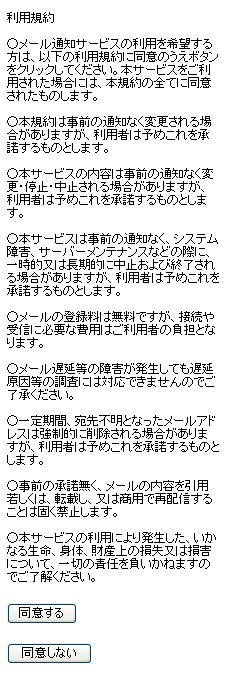 利用規約
〇メール通知サービスの利用を希望する
方は、以下の利用規約に同意のうえボタン
をクリックしてください。本サービスをご利
用された場合には、本規約の全てに同意
されたものとします。
〇本規約は事前の通知なく変更される場
合がありますが、利用者は予めこれを承
諾するものとします。
〇本サービスの内容は事前の通知なく変
更・停止・中止される場合がありますが、
利用者は予めこれを承諾するものとしま
す。
〇本サービスは事前の通知なく、システム
障害、サーバーメンテナンスなどの際に、
一時的又は長期的に中止および終了され
る場合がありますが、利用者は予めこれを
承諾するものとします。
〇メールの登録料は無料ですが、接続や
受信に必要な費用はご利用者の負担とな
ります。
〇メール遅延等の障害が発生しても遅延
原因等の調査には対応できませんのでご
了承ください。
〇一定期間、宛先不明となったメールアド
レスは強制的に削除される場合がありま
すが、利用者は予めこれを承諾するものと
します。
〇事前の承諾無く、メールの内容を引用
若しくは、転載し、又は商用で再配信する
ことは固く禁止します。
〇本サービスの利用により発生した、いか
なる生命、身体、財産上の損失又は損害
について、一切の責任を負いかねますの
でご了解ください。
同意する
同意しない